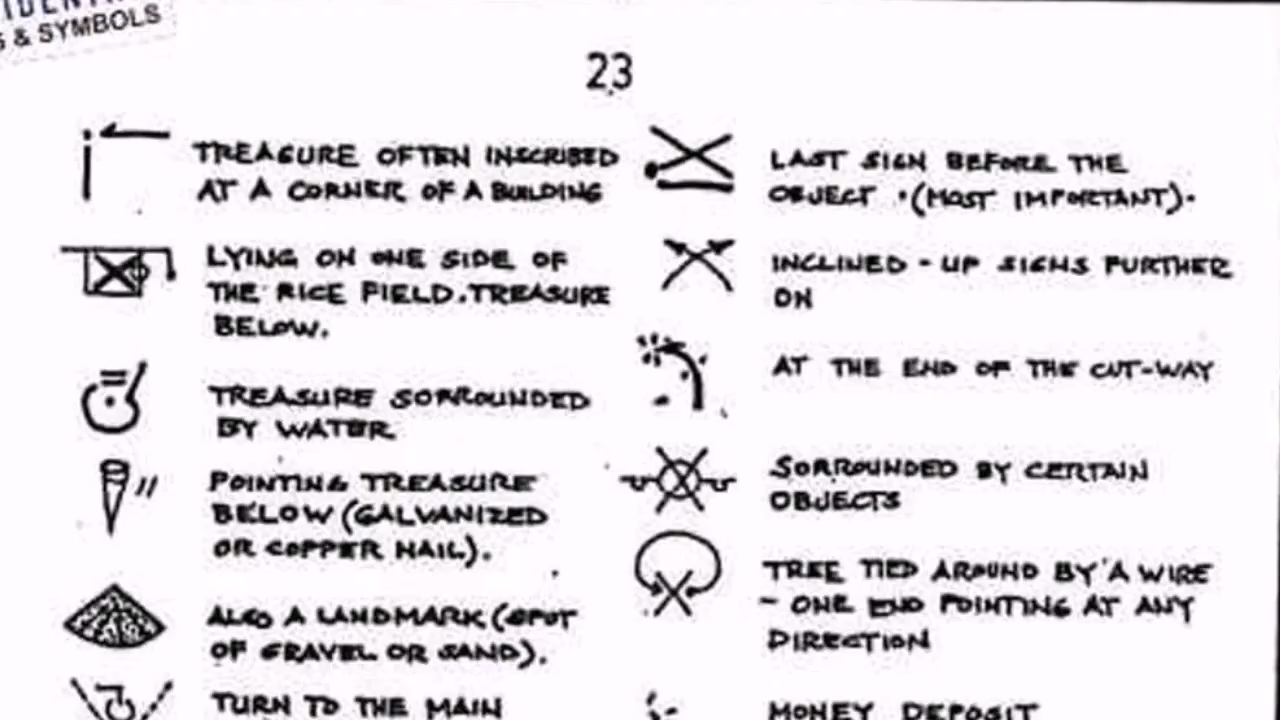 & SYMBOLS
23
TREASURE OFTEN INSCRIBED
AT A CORNER OF A BUILDING
LYING ON ONE SIDE OF
THE RICE FIELD.TREASURE
BELOW.
TREASURE SORROUNDED
BY WATER
POINTING TREASURE
BELOW (GALVANIZED
OR COPPER NAIL).
ALSO A LANDMARK (SPOT
OF GRAVEL OR SAND).
TURN TO THE MAIN
LAST SIGN BEFORE THE
OBJECT .(MOST IMPORTANT).
INCLINED - UP SIGNS FURTHER
ON
AT THE END OF THE CUT-WAY
SORROUNDED BY CERTAIN
OBJECTS
TREE TIED AROUND BY A WIRE
- ONE END POINTING AT ANY
DIRECTION
MONEY DEPOSIT